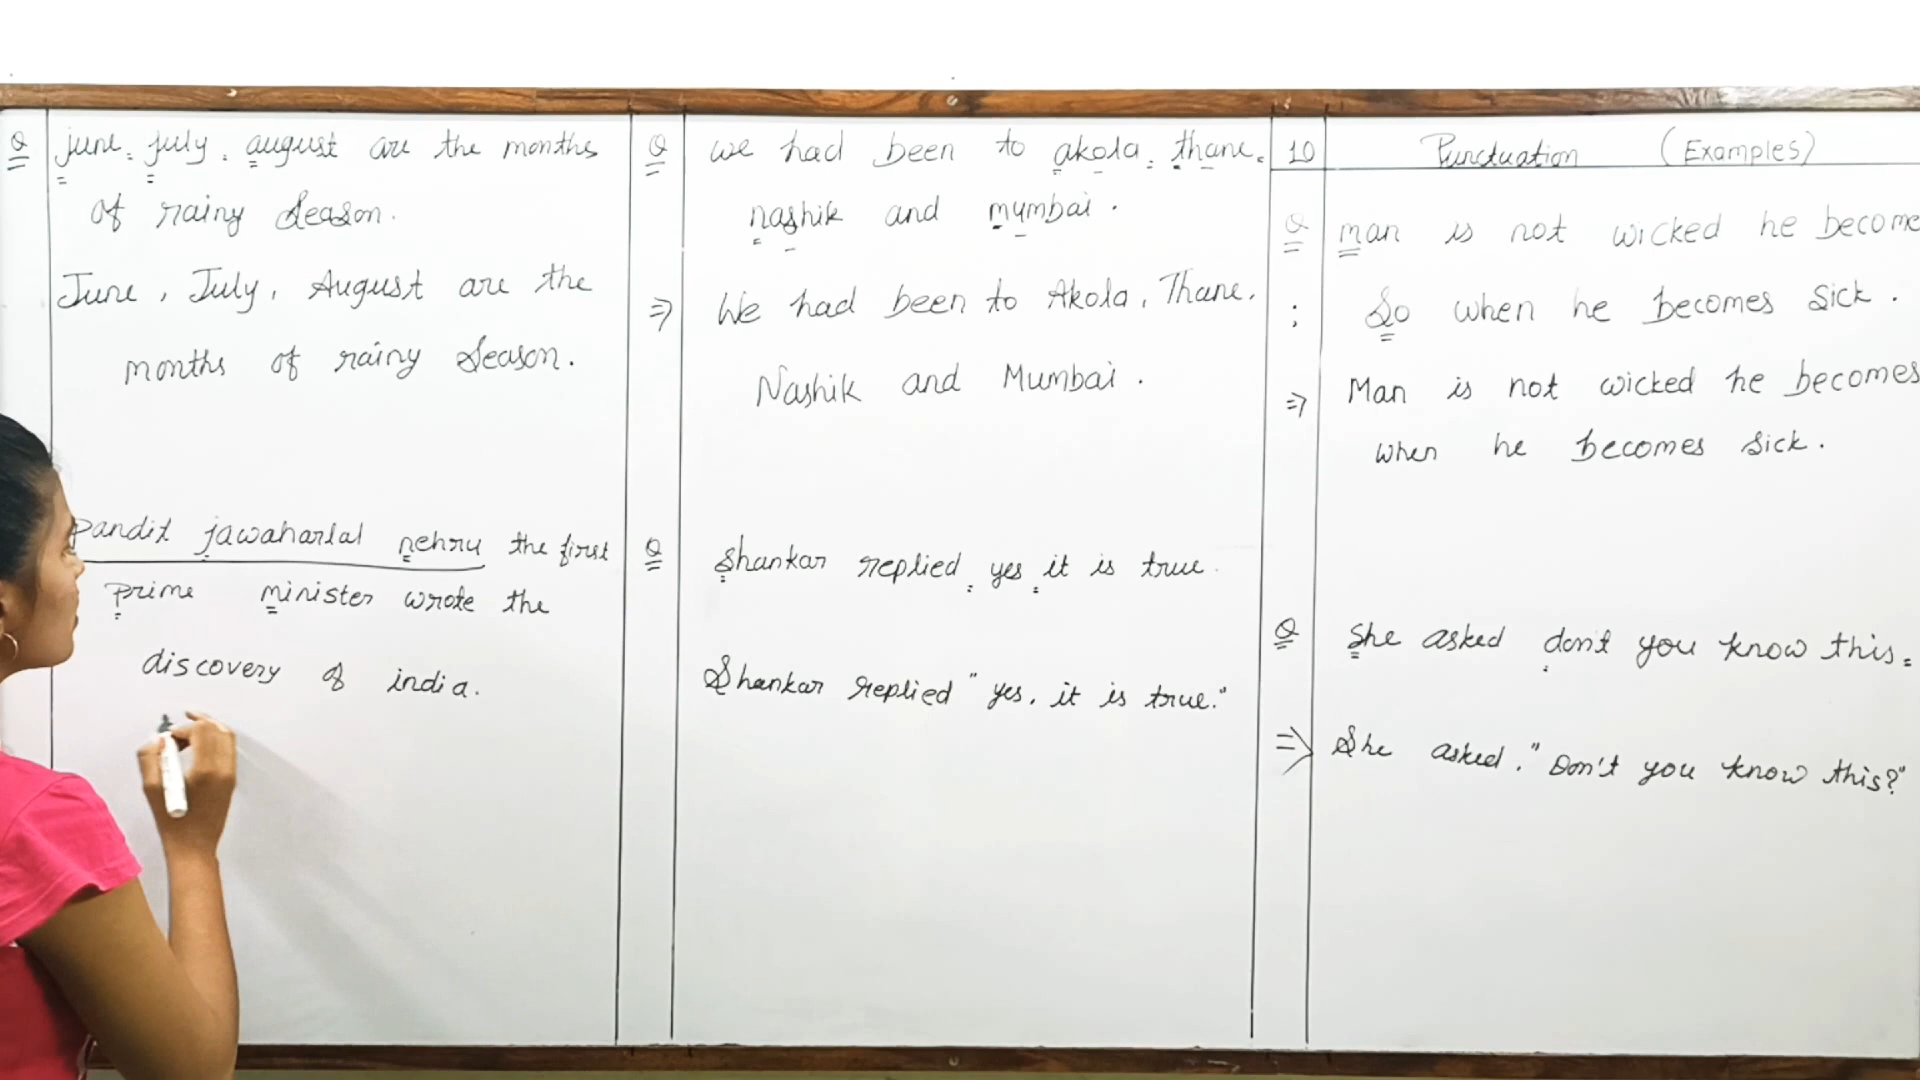 Q june, july, august are the months
of rainy season.
June, July, August are the
months of rainy season.
pandit jawaharlal nehru the first
prime minister wrote the
discovery of india.
Q we had been to akola, thane,
nashik and mumbai.
⇒ We had been to Akola, Thane,
Nashik and Mumbai.
Q shankar replied, yes, it is true.
Shankar replied "yes, it is true."
10 Punctuation (Examples)
Q man is not wicked he become
: So when he becomes sick.
⇒ Man is not wicked he becomes
when he becomes sick.
Q she asked don't you know this.
⇒ She asked, "Don't you know this?"